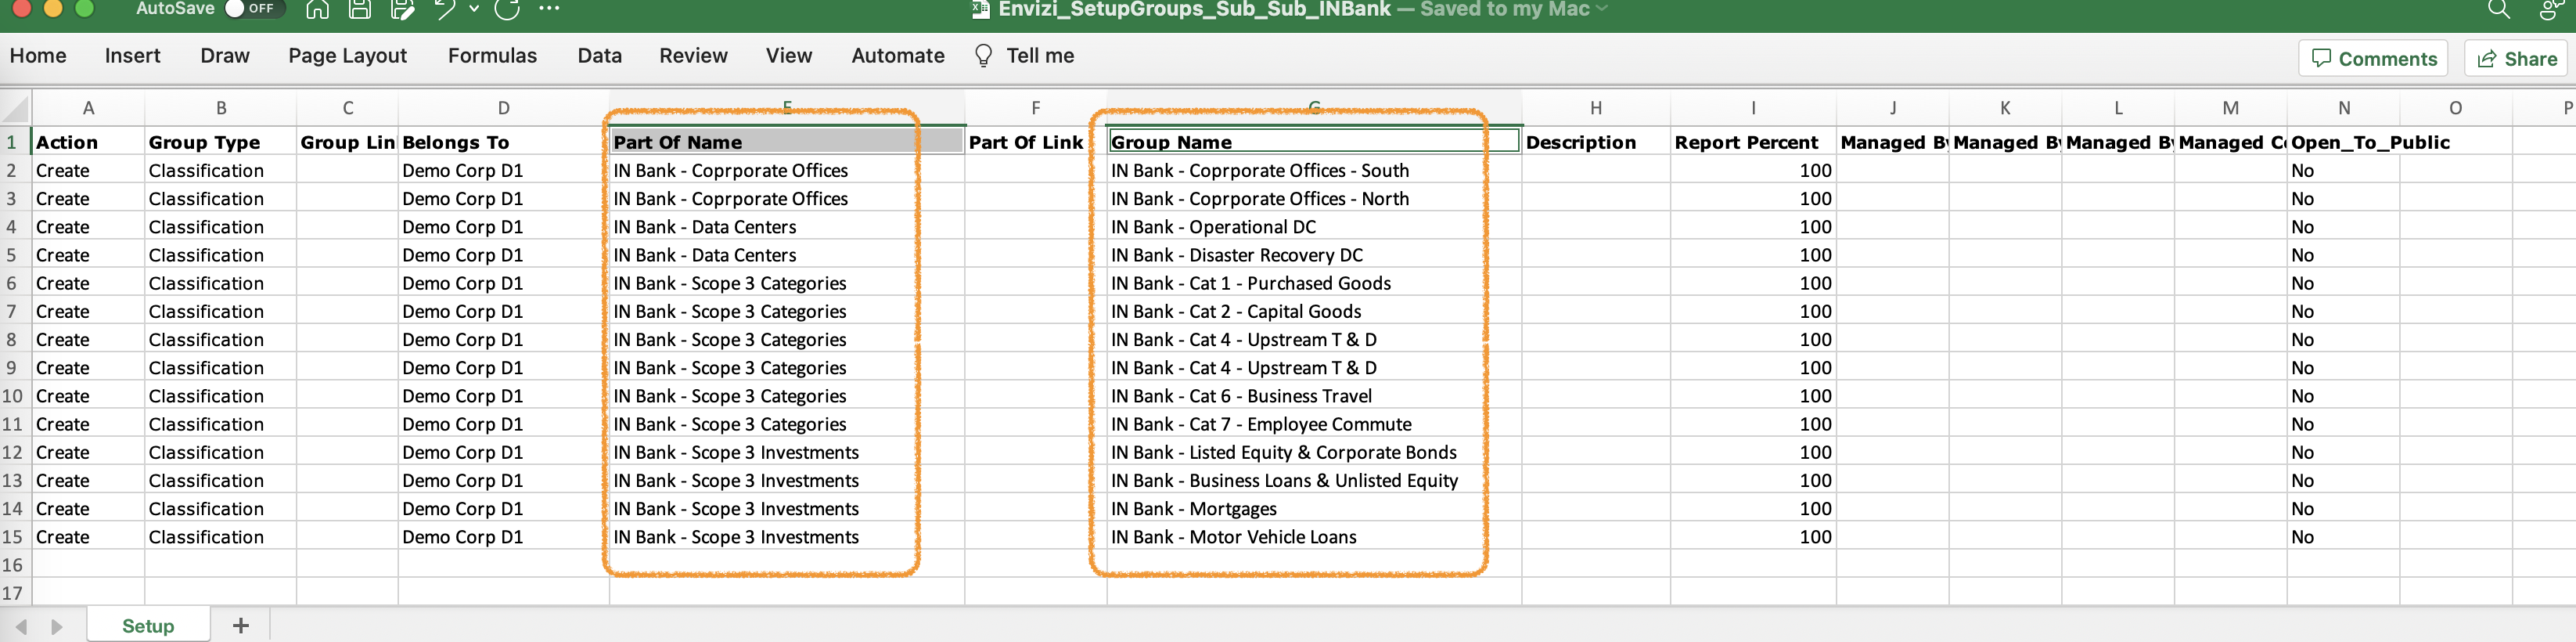 AutoSave OFF Envizi_SetupGroups_Sub_Sub_INBank — Saved to my Mac
Home Insert Draw Page Layout Formulas Data Review View Automate Tell me Comments Share
A B C D E F G H I J K L M N O P
1 Action Group Type Group Lin Belongs To Part Of Name Part Of Link Group Name Description Report Percent Managed By Managed By Managed By Managed Co Open_To_Public
2 Create Classification Demo Corp D1 IN Bank - Coprporate Offices IN Bank - Coprporate Offices - South 100 No
3 Create Classification Demo Corp D1 IN Bank - Coprporate Offices IN Bank - Coprporate Offices - North 100 No
4 Create Classification Demo Corp D1 IN Bank - Data Centers IN Bank - Operational DC 100 No
5 Create Classification Demo Corp D1 IN Bank - Data Centers IN Bank - Disaster Recovery DC 100 No
6 Create Classification Demo Corp D1 IN Bank - Scope 3 Categories IN Bank - Cat 1 - Purchased Goods 100 No
7 Create Classification Demo Corp D1 IN Bank - Scope 3 Categories IN Bank - Cat 2 - Capital Goods 100 No
8 Create Classification Demo Corp D1 IN Bank - Scope 3 Categories IN Bank - Cat 4 - Upstream T & D 100 No
9 Create Classification Demo Corp D1 IN Bank - Scope 3 Categories IN Bank - Cat 4 - Upstream T & D 100 No
10 Create Classification Demo Corp D1 IN Bank - Scope 3 Categories IN Bank - Cat 6 - Business Travel 100 No
11 Create Classification Demo Corp D1 IN Bank - Scope 3 Categories IN Bank - Cat 7 - Employee Commute 100 No
12 Create Classification Demo Corp D1 IN Bank - Scope 3 Investments IN Bank - Listed Equity & Corporate Bonds 100 No
13 Create Classification Demo Corp D1 IN Bank - Scope 3 Investments IN Bank - Business Loans & Unlisted Equity 100 No
14 Create Classification Demo Corp D1 IN Bank - Scope 3 Investments IN Bank - Mortgages 100 No
15 Create Classification Demo Corp D1 IN Bank - Scope 3 Investments IN Bank - Motor Vehicle Loans 100 No
16
17
Setup